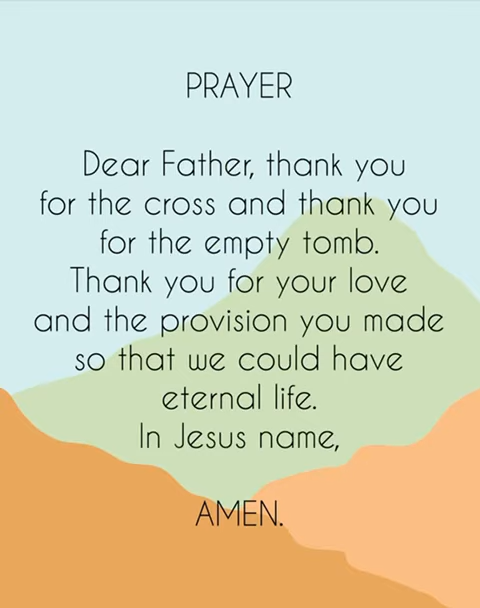 PRAYER
Dear Father, thank you
for the cross and thank you
for the empty tomb.
Thank you for your love
and the provision you made
so that we could have
eternal life.
In Jesus name,
AMEN.